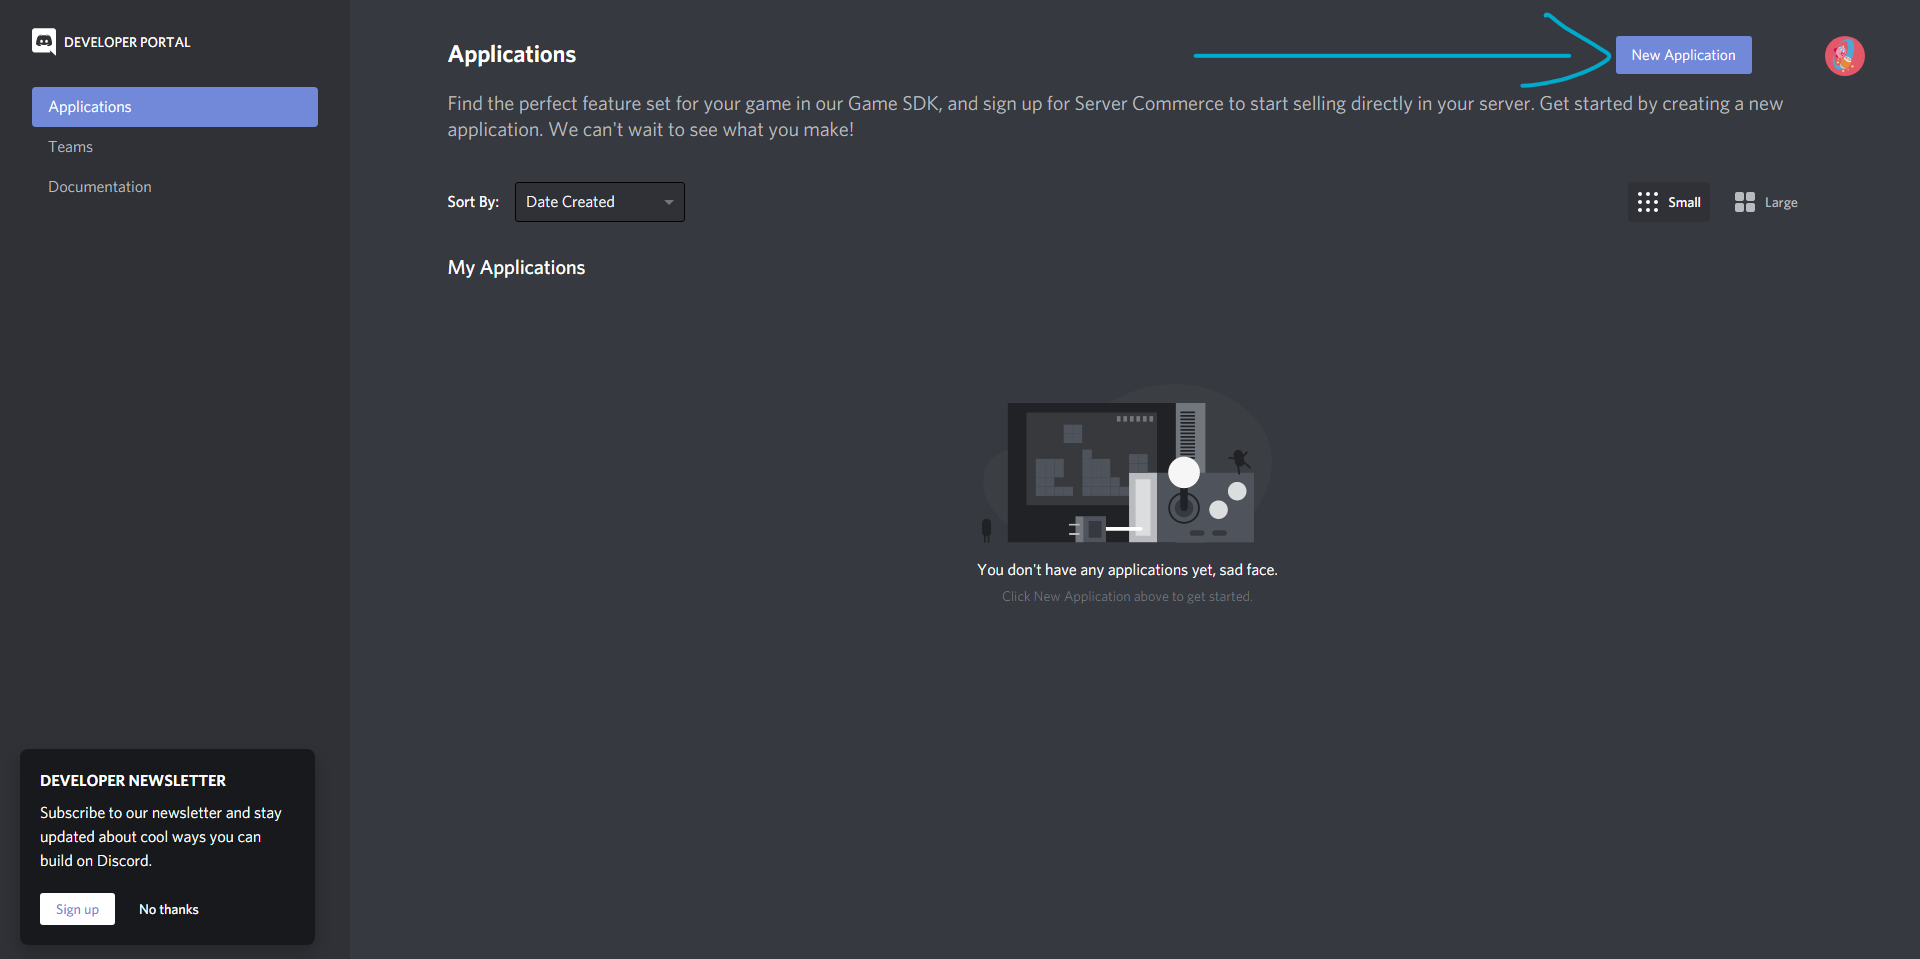 DEVELOPER PORTAL
Applications
Teams
Documentation
Applications
New Application
Find the perfect feature set for your game in our Game SDK, and sign up for Server Commerce to start selling directly in your server. Get started by creating a new
application. We can't wait to see what you make!
Sort By: Date Created
Small Large
My Applications
You don't have any applications yet, sad face.
Click New Application above to get started.
DEVELOPER NEWSLETTER
Subscribe to our newsletter and stay
updated about cool ways you can
build on Discord.
Sign up No thanks